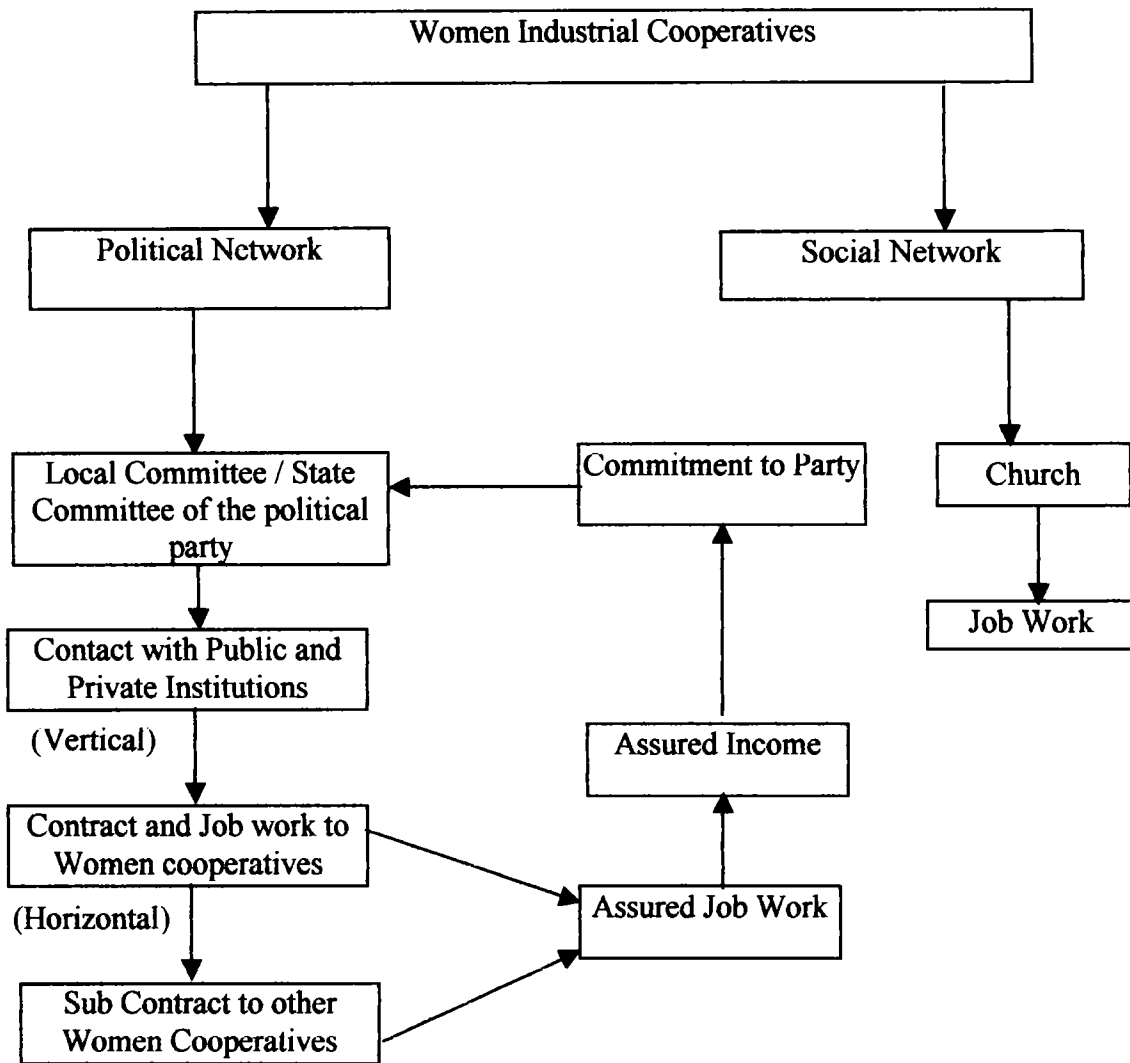 Women Industrial Cooperatives
Political Network
Social Network
Local Committee / State
Committee of the political
party
Commitment to Party
Church
Contact with Public and
Private Institutions
Job Work
(Vertical)
Assured Income
Contract and Job work to
Women cooperatives
(Horizontal)
Assured Job Work
Sub Contract to other
Women Cooperatives